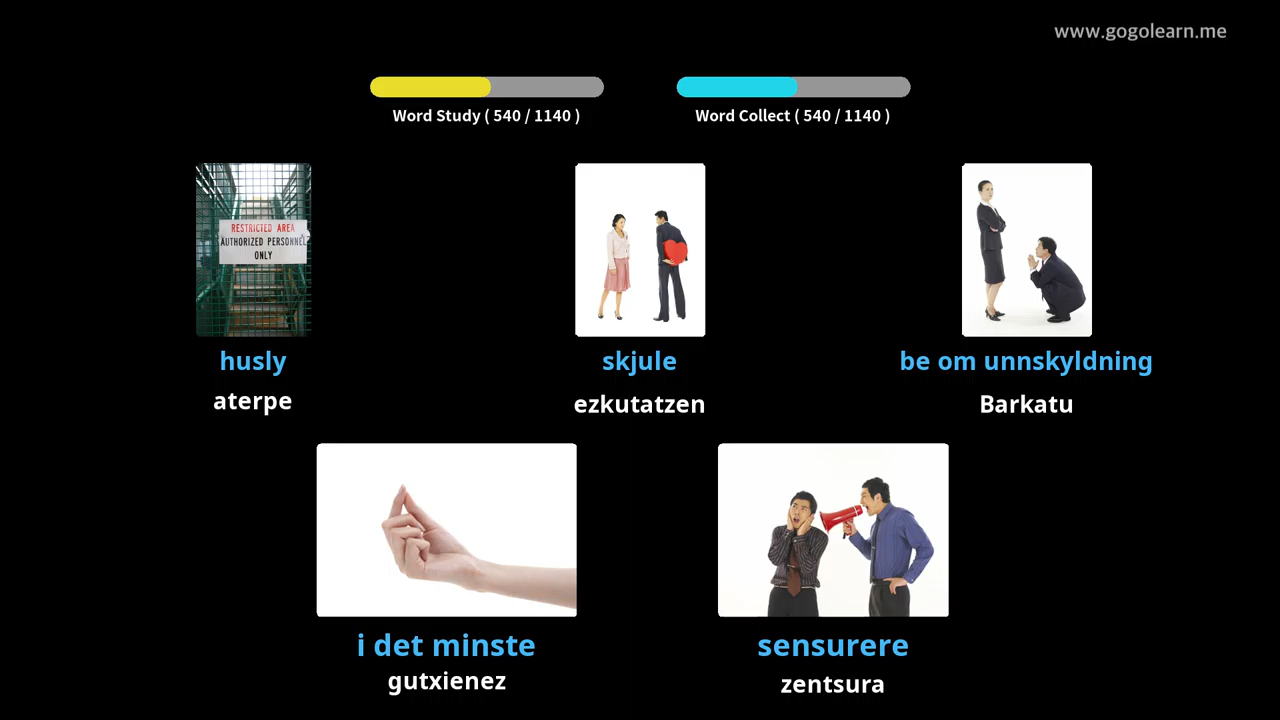 www.gogolearn.me
Word Study ( 540 / 1140 )
Word Collect ( 540 / 1140 )
RESTRICTED AREA
AUTHORIZED PERSONNEL
ONLY
husly
skjule
be om unnskyldning
aterpe
ezkutatzen
Barkatu
i det minste
sensurere
gutxienez
zentsura